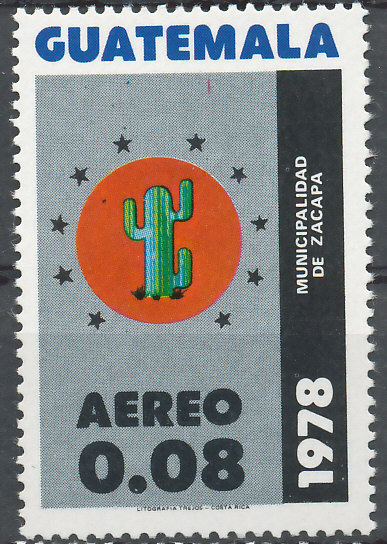 GUATEMALA
MUNICIPALIDAD
DE ZACAPA
1978
AEREO
0.08
LITOGRAFIA TREJOS - COSTA RICA